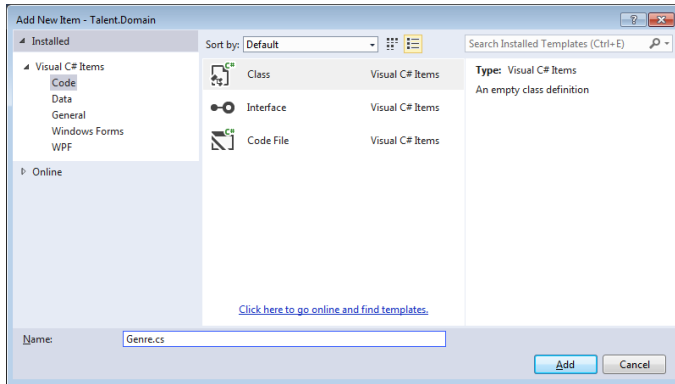 Add New Item - Talent.Domain
Installed
Sort by: Default
Search Installed Templates (Ctrl+E)
Visual C# Items
Code
Data
General
Windows Forms
WPF
Online
C# Class Visual C# Items
Interface Visual C# Items
C# Code File Visual C# Items
Type: Visual C# Items
An empty class definition
Click here to go online and find templates.
Name: Genre.cs
Add Cancel